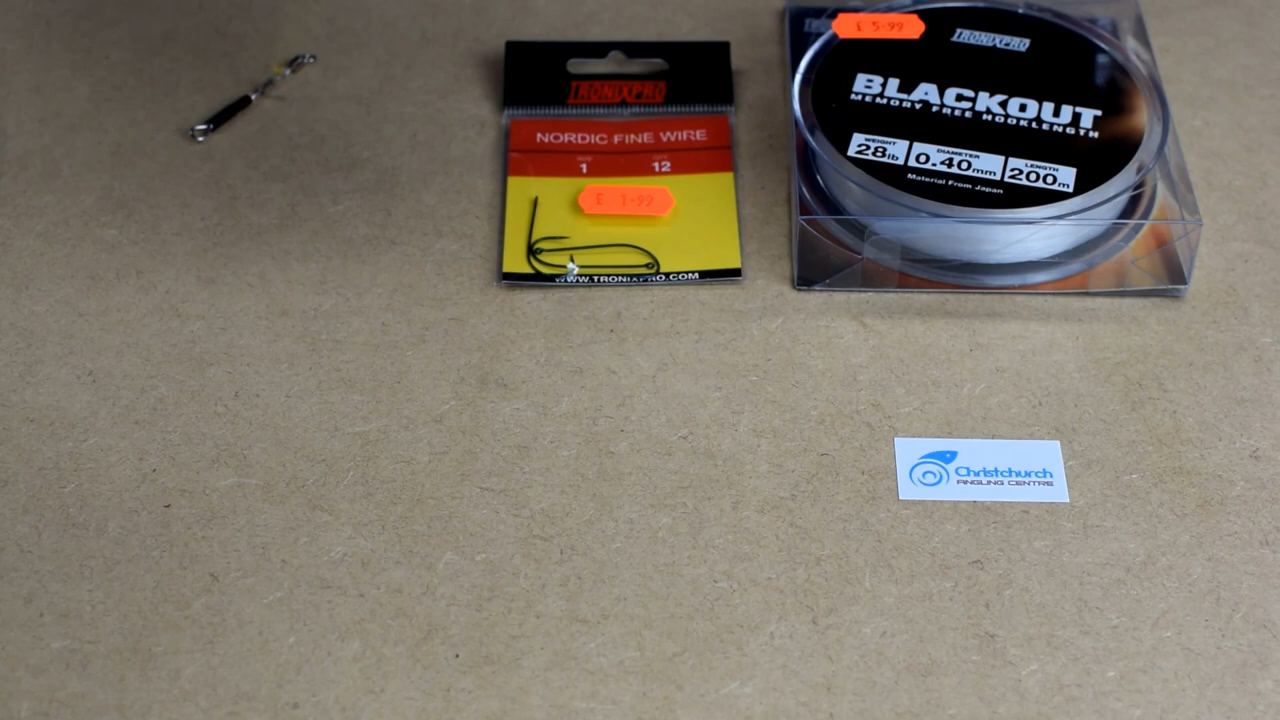 TRONIXPRO
NORDIC FINE WIRE
1 12
£ 1.99
WWW.TRONIXPRO.COM
£ 5.99
TRONIXPRO
BLACKOUT
MEMORY FREE HOOKLENGTH
WEIGHT DIAMETER LENGTH
28lb 0.40mm 200m
Material From Japan
Christchurch
ANGLING CENTRE